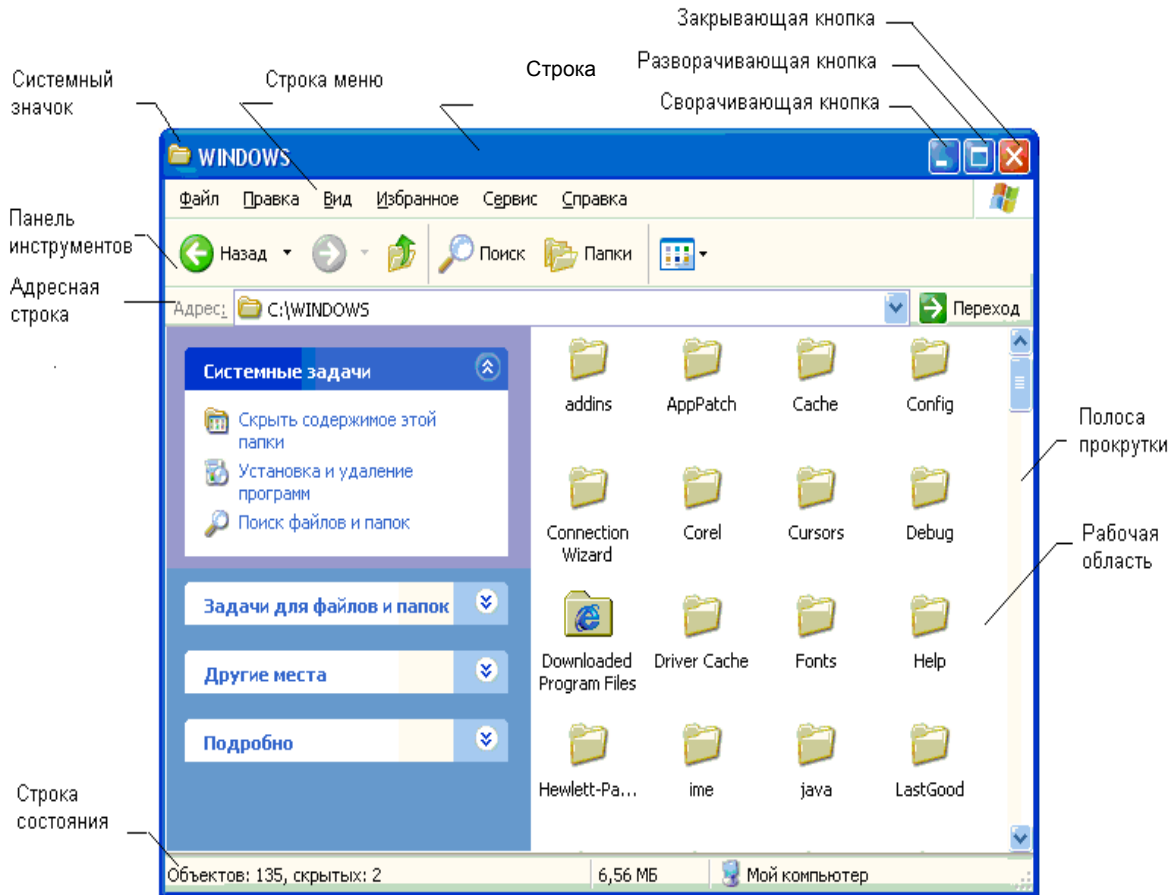 Закрывающая кнопка
Разворачивающая кнопка
Сворачивающая кнопка
Строка
Строка меню
Системный
значок
WINDOWS
Файл Правка Вид Избранное Сервис Справка
Панель
инструментов
Назад Поиск Папки
Адресная
строка
Адрес: C:\WINDOWS Переход
Системные задачи
Скрыть содержимое этой
папки
Установка и удаление
программ
Поиск файлов и папок
Задачи для файлов и папок
Другие места
Подробно
addins AppPatch Cache Config
Connection
Wizard
Corel Cursors Debug
Downloaded
Program Files
Driver Cache Fonts Help
Hewlett-Pa... ime java LastGood
Полоса
прокрутки
Рабочая
область
Строка
состояния
Объектов: 135, скрытых: 2 6,56 МБ Мой компьютер